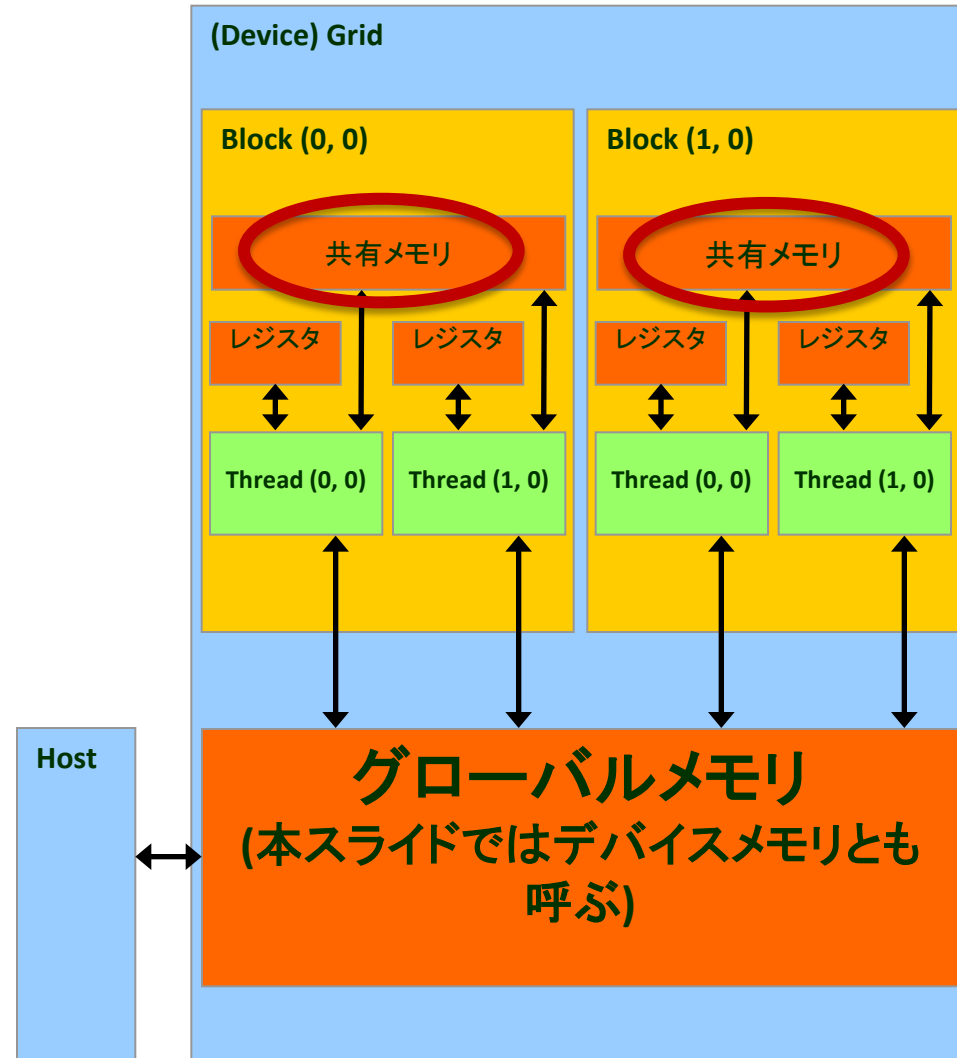 (Device) Grid
Block (0, 0)
Block (1, 0)
共有メモリ
共有メモリ
レジスタ
レジスタ
レジスタ
レジスタ
Thread (0, 0)
Thread (1, 0)
Thread (0, 0)
Thread (1, 0)
Host
グローバルメモリ
(本スライドではデバイスメモリとも
呼ぶ)